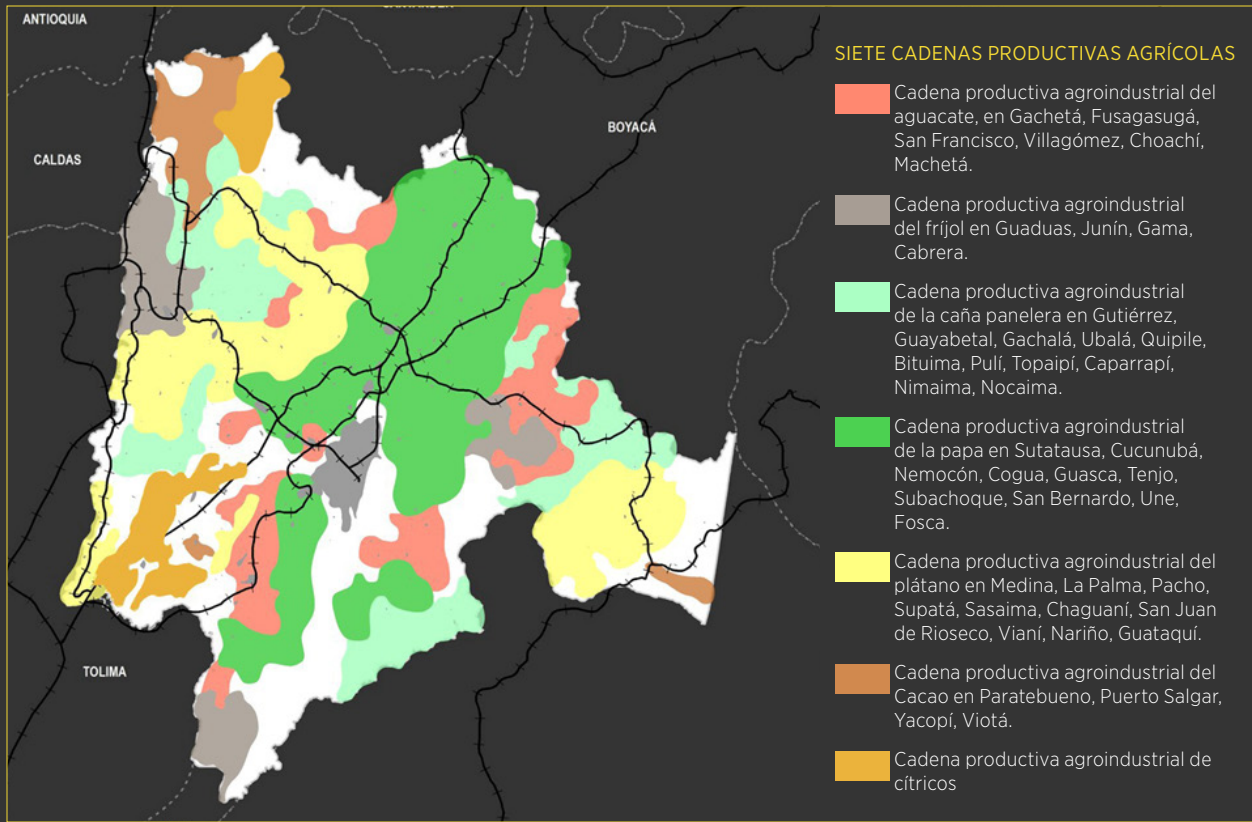 ANTIOQUIA
BOYACÁ
CALDAS
TOLIMA
SIETE CADENAS PRODUCTIVAS AGRÍCOLAS
Cadena productiva agroindustrial del
aguacate, en Gachetá, Fusagasugá,
San Francisco, Villagómez, Choachí,
Machetá.
Cadena productiva agroindustrial
del fríjol en Guaduas, Junín, Gama,
Cabrera.
Cadena productiva agroindustrial
de la caña panelera en Gutiérrez,
Guayabetal, Gachalá, Ubalá, Quipile,
Bituima, Pulí, Topaipí, Caparrapí,
Nimaima, Nocaima.
Cadena productiva agroindustrial
de la papa en Sutatausa, Cucunubá,
Nemocón, Cogua, Guasca, Tenjo,
Subachoque, San Bernardo, Une,
Fosca.
Cadena productiva agroindustrial del
plátano en Medina, La Palma, Pacho,
Supatá, Sasaima, Chaguaní, San Juan
de Rioseco, Vianí, Nariño, Guataquí.
Cadena productiva agroindustrial del
Cacao en Paratebueno, Puerto Salgar,
Yacopí, Viotá.
Cadena productiva agroindustrial de
cítricos